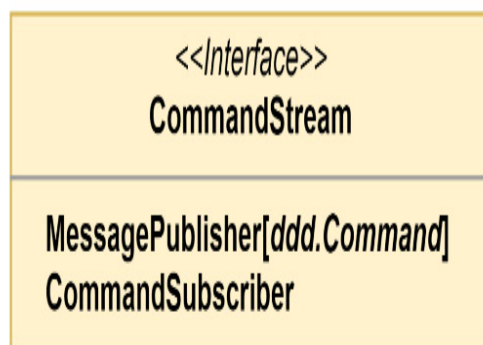 <<Interface>>
CommandStream
MessagePublisher[ddd.Command]
CommandSubscriber